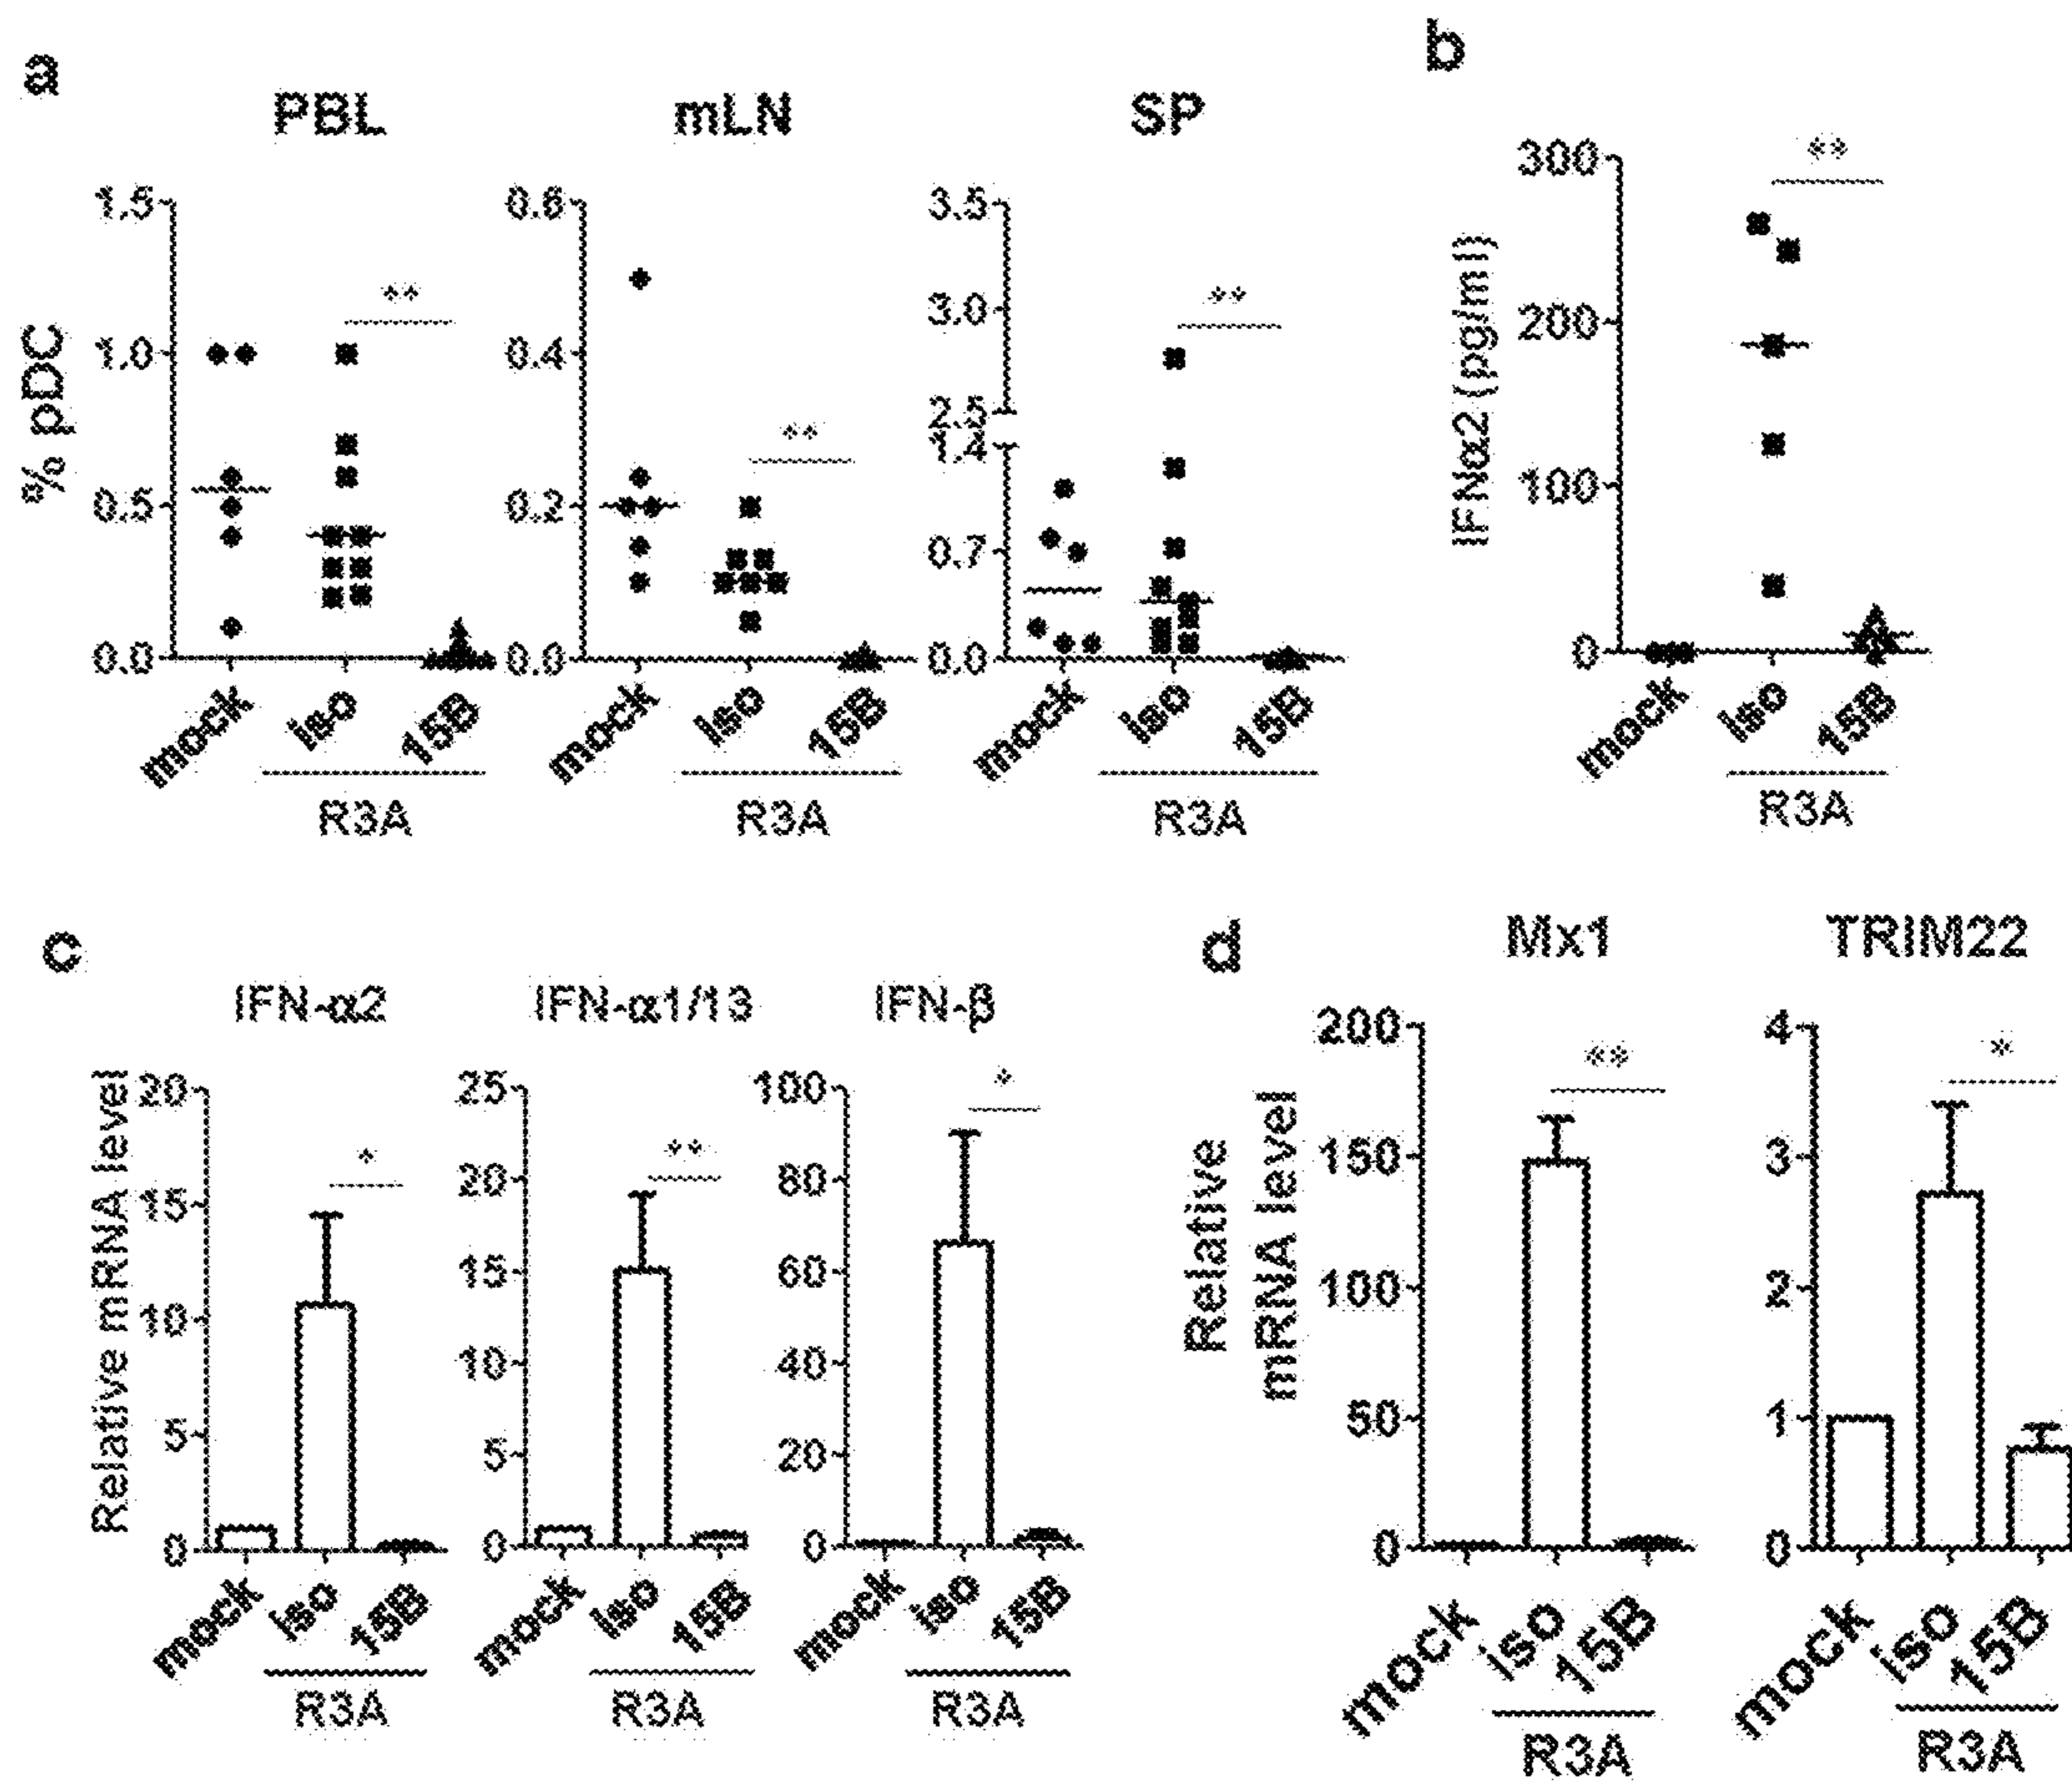 a
PBL
mLN
SP
% pDC
1.5
1.0
0.5
0.0
**
mock
iso
15B
R3A
0.6
0.4
0.2
0.0
**
mock
iso
15B
R3A
3.5
3.0
2.5
1.4
0.7
0.0
**
mock
iso
15B
R3A
b
IFNα2 (pg/ml)
300
200
100
0
**
mock
iso
15B
R3A
c
Relative mRNA level
IFN-α2
20
15
10
5
0
*
mock
iso
15B
R3A
IFN-α1/13
25
20
15
10
5
0
**
mock
iso
15B
R3A
IFN-β
100
80
60
40
20
0
*
mock
iso
15B
R3A
d
Relative
mRNA level
Mx1
200
150
100
50
0
**
mock
iso
15B
R3A
TRIM22
4
3
2
1
0
*
mock
iso
15B
R3A